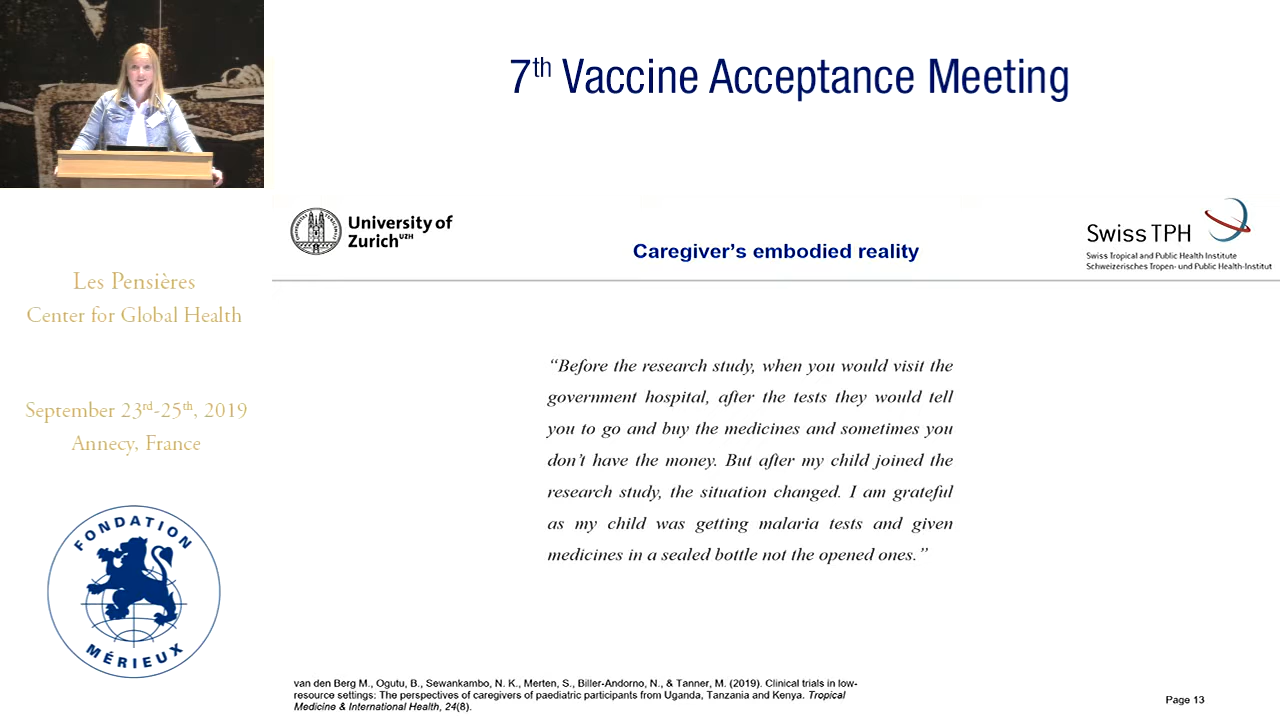 7th Vaccine Acceptance Meeting
University of
Zurich UZH
Caregiver's embodied reality
Swiss TPH
Swiss Tropical and Public Health Institute
Schweizerisches Tropen- und Public Health-Institut
Les Pensières
Center for Global Health
September 23rd-25th, 2019
Annecy, France
FONDATION
MÉRIEUX
“Before the research study, when you would visit the
government hospital, after the tests they would tell
you to go and buy the medicines and sometimes you
don’t have the money. But after my child joined the
research study, the situation changed. I am grateful
as my child was getting malaria tests and given
medicines in a sealed bottle not the opened ones.”
van den Berg M., Ogutu, B., Sewankambo, N. K., Merten, S., Biller-Andorno, N., & Tanner, M. (2019). Clinical trials in low-
resource settings: The perspectives of caregivers of paediatric participants from Uganda, Tanzania and Kenya. Tropical
Medicine & International Health, 24(8).
Page 13